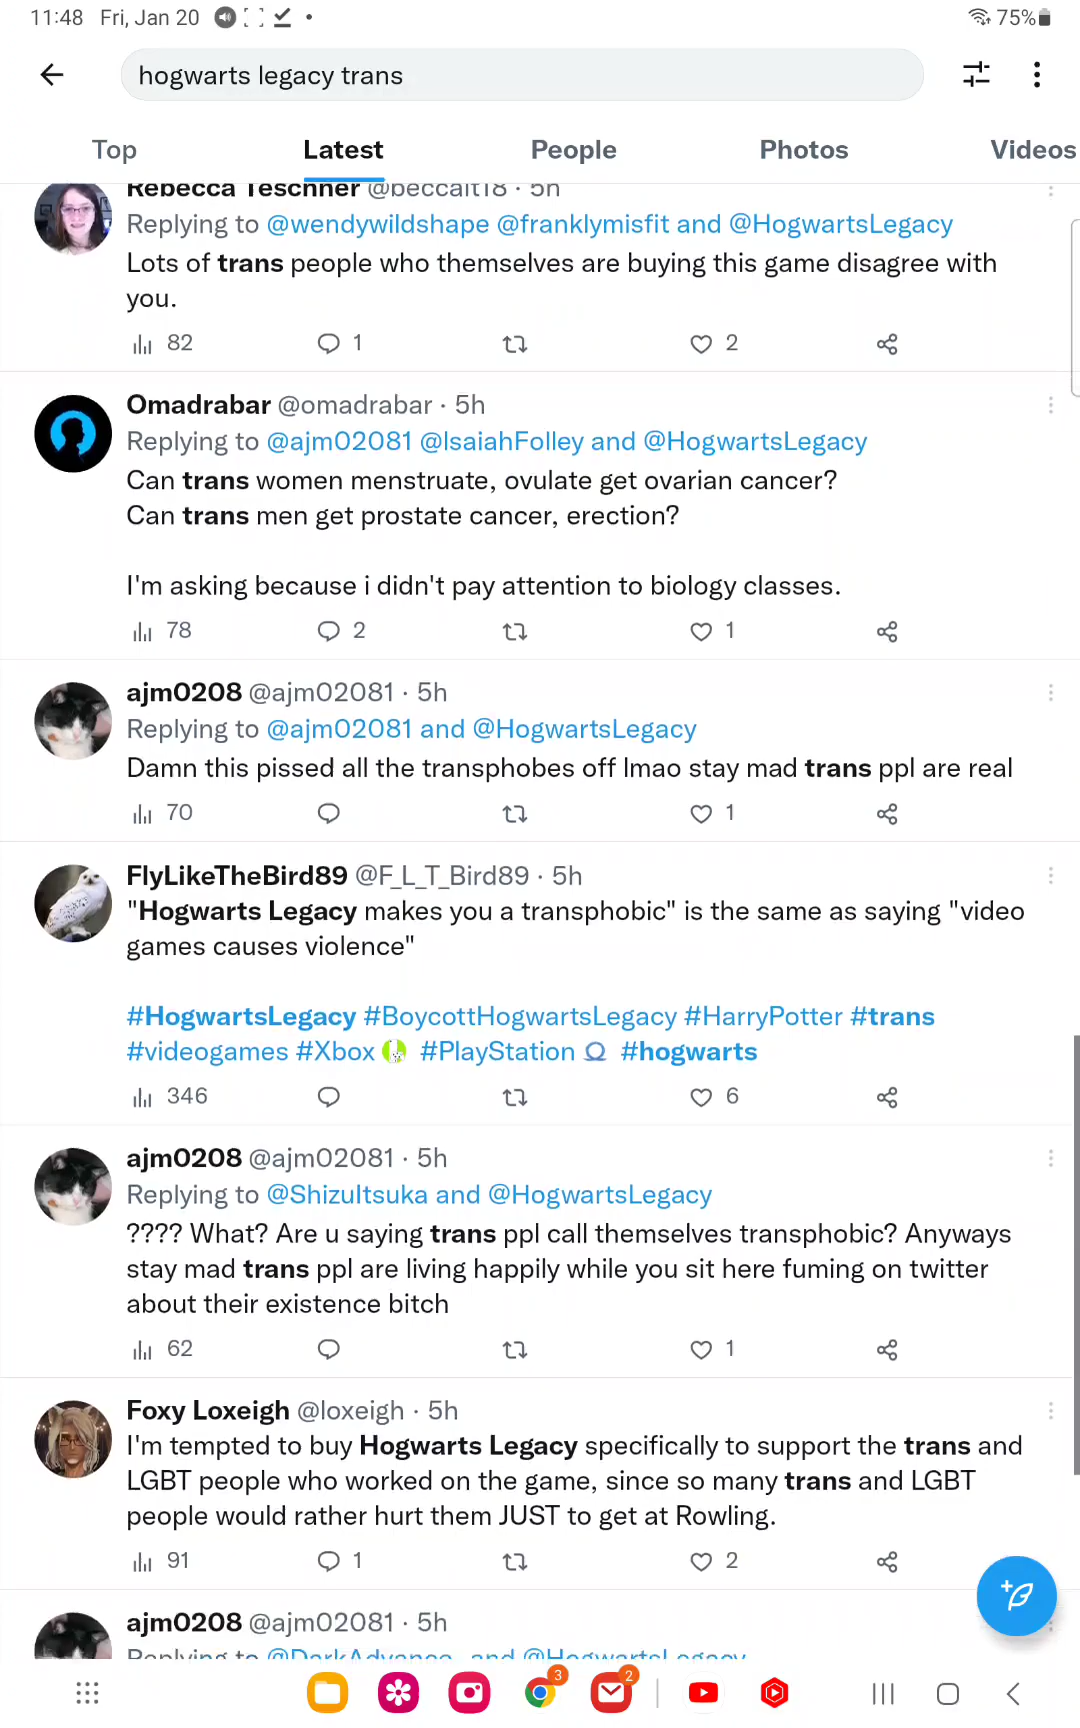 11:48 Fri, Jan 20
75%
hogwarts legacy trans
Top Latest People Photos Videos
Rebecca Teschner @beccalt18 · 5h
Replying to @wendywildshape @franklymisfit and @HogwartsLegacy
Lots of trans people who themselves are buying this game disagree with
you.
82 1 2
Omadrabar @omadrabar · 5h
Replying to @ajm02081 @IsaiahFolley and @HogwartsLegacy
Can trans women menstruate, ovulate get ovarian cancer?
Can trans men get prostate cancer, erection?
I'm asking because i didn't pay attention to biology classes.
78 2 1
ajm0208 @ajm02081 · 5h
Replying to @ajm02081 and @HogwartsLegacy
Damn this pissed all the transphobes off lmao stay mad trans ppl are real
70 1
FlyLikeTheBird89 @F_L_T_Bird89 · 5h
"Hogwarts Legacy makes you a transphobic" is the same as saying "video
games causes violence"
#HogwartsLegacy #BoycottHogwartsLegacy #HarryPotter #trans
#videogames #Xbox #PlayStation #hogwarts
346 6
ajm0208 @ajm02081 · 5h
Replying to @ShizuItsuka and @HogwartsLegacy
???? What? Are u saying trans ppl call themselves transphobic? Anyways
stay mad trans ppl are living happily while you sit here fuming on twitter
about their existence bitch
62 1
Foxy Loxeigh @loxeigh · 5h
I'm tempted to buy Hogwarts Legacy specifically to support the trans and
LGBT people who worked on the game, since so many trans and LGBT
people would rather hurt them JUST to get at Rowling.
91 1 2
ajm0208 @ajm02081 · 5h
Replying to @DarkAdvance_ and @HogwartsLegacy
3 2